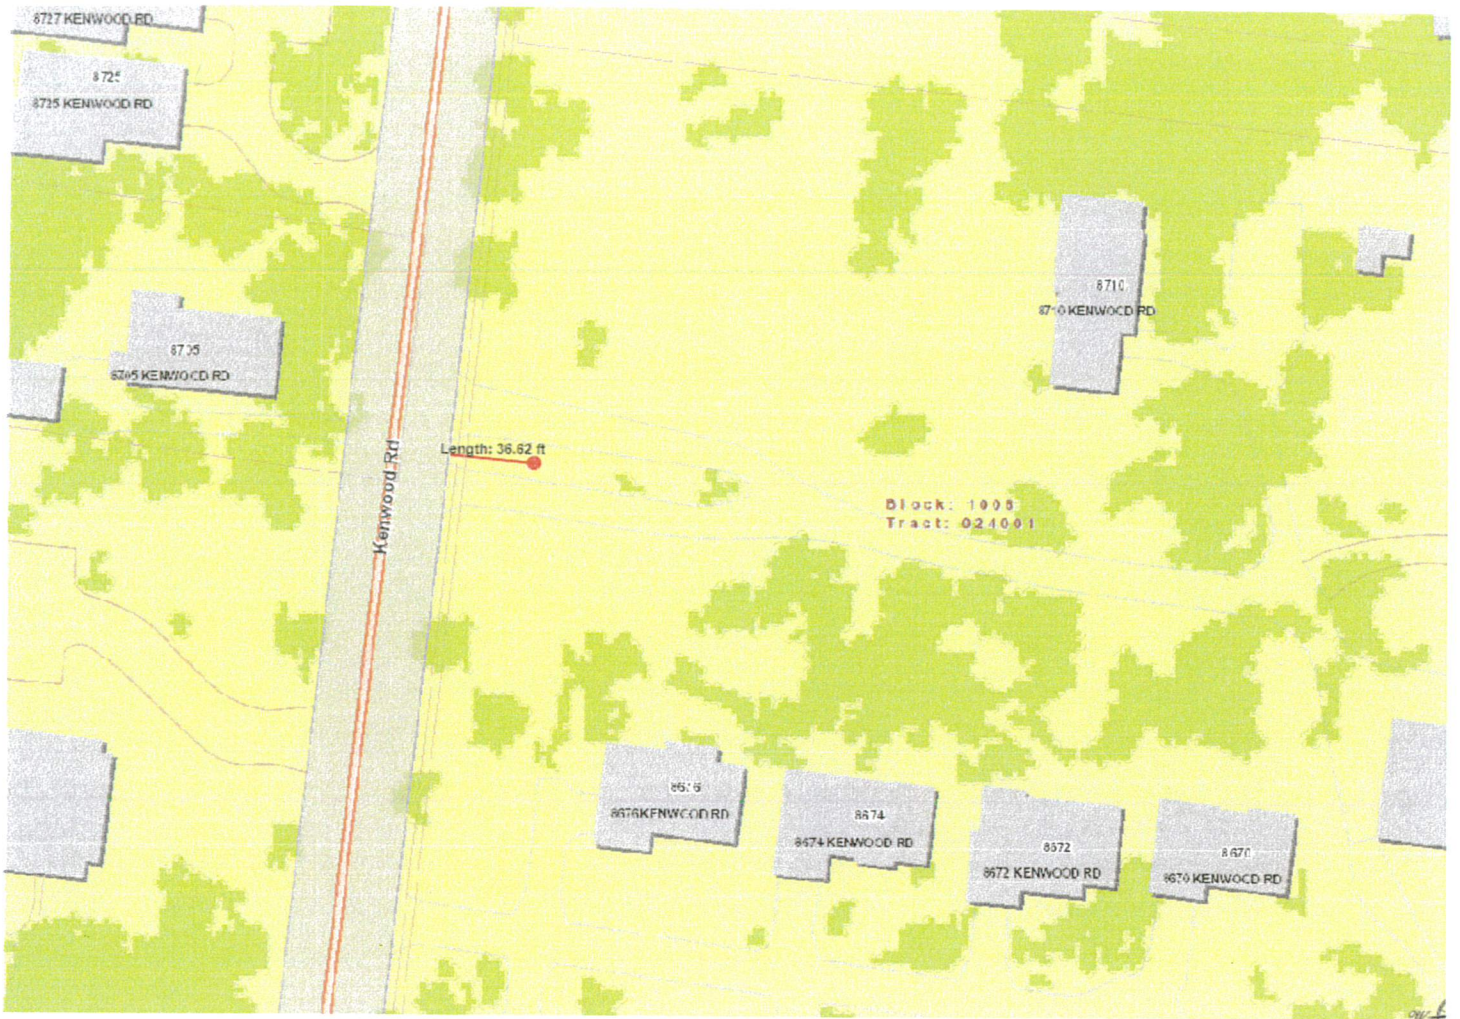 8727 KENWOOD RD
8725
8725 KENWOOD RD
8710
8710 KENWOOD RD
8705
8705 KENWOOD RD
Length: 36.62 ft
Kenwood Rd
Block: 1008
Tract: 024001
8676
8676 KENWOOD RD
8674
8674 KENWOOD RD
8672
8672 KENWOOD RD
8670
8670 KENWOOD RD